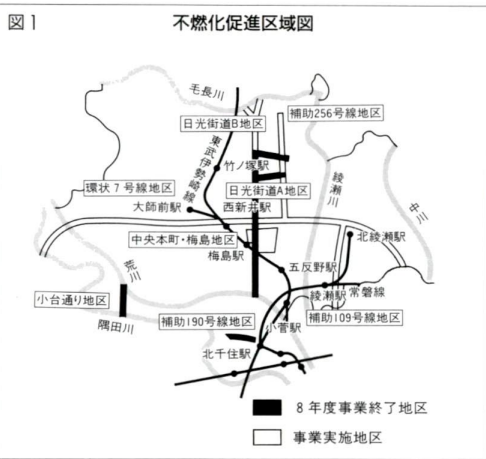 図1 不燃化促進区域図
毛長川
補助256号線地区
日光街道B地区
東武伊勢崎線
竹ノ塚駅
綾瀬川
中川
環状7号線地区
日光街道A地区
大師前駅
西新井駅
中央本町・梅島地区
北綾瀬駅
梅島駅
荒川
五反野駅
綾瀬駅
常磐線
小台通り地区
隅田川
補助190号線地区
小菅駅
補助109号線地区
北千住駅
8年度事業終了地区
事業実施地区